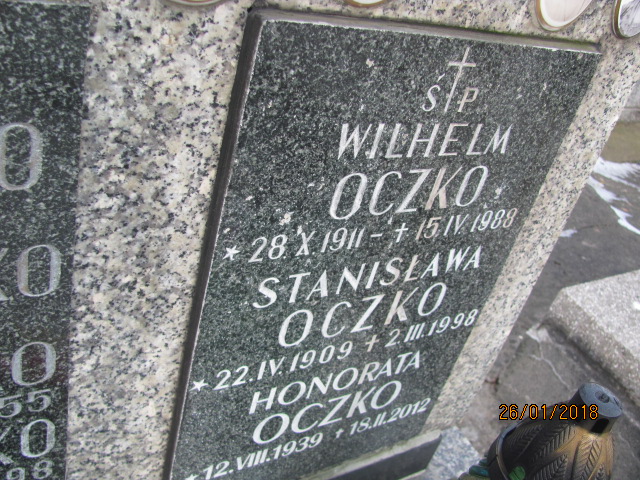 ŚP
WILHELM
OCZKO
* 28 X 1911 - + 15 IV 1988
STANISŁAWA
OCZKO
* 22.IV.1909 + 2.III.1998
HONORATA
OCZKO
* 12.VIII.1939 + 18.II.2012
26/01/2018